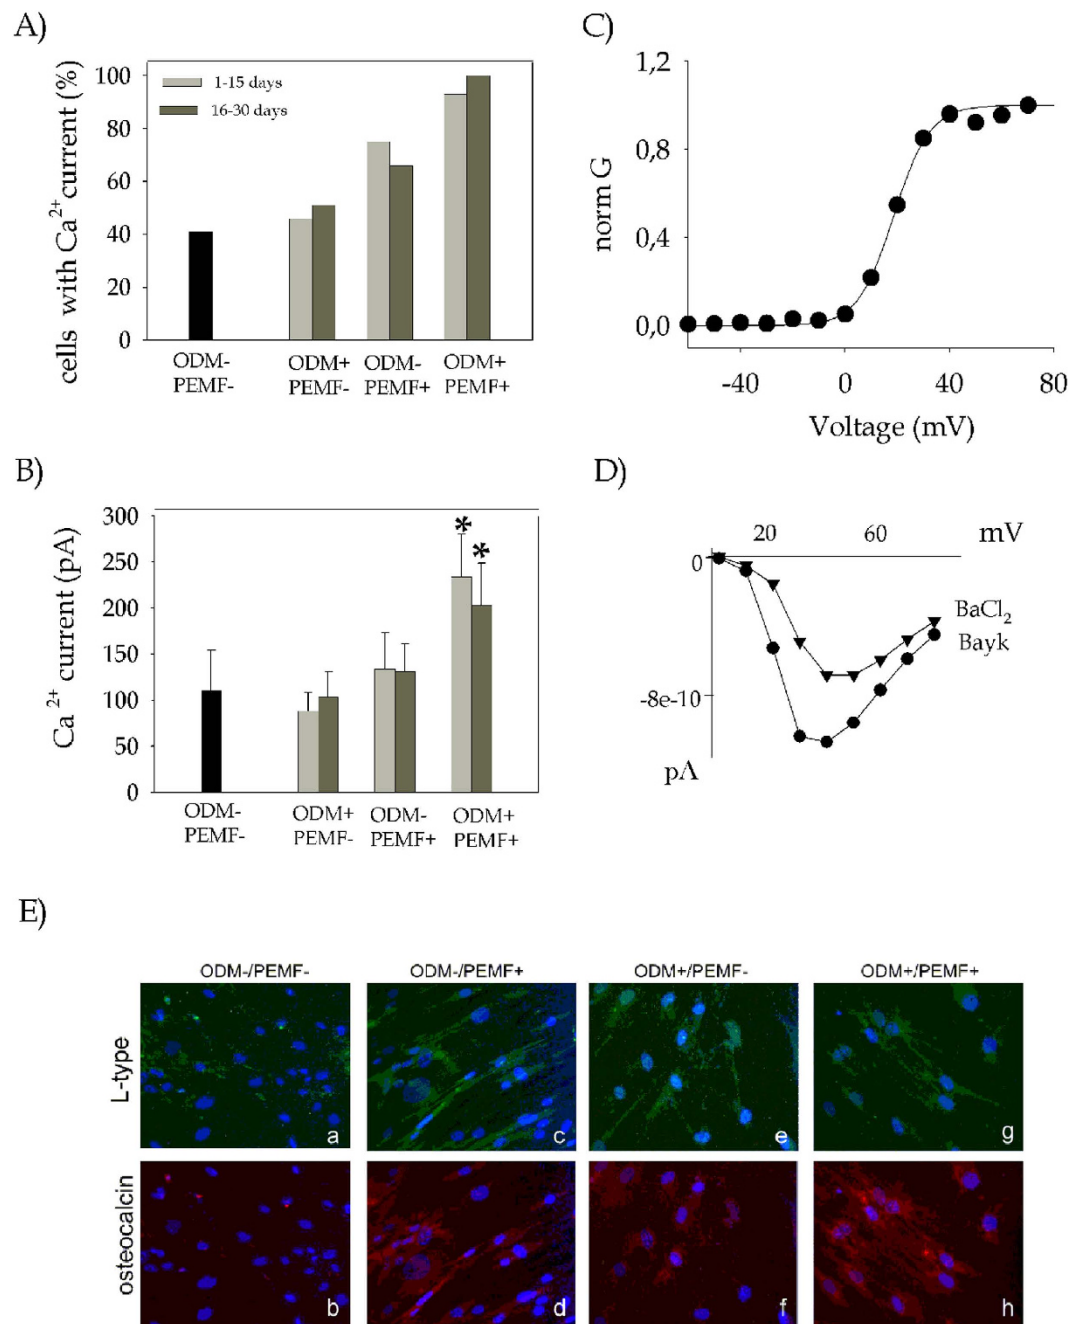 A)
cells with Ca2+ current (%)
100
80
60
40
20
0
1-15 days
16-30 days
ODM-
PEMF-
ODM+
PEMF-
ODM-
PEMF+
ODM+
PEMF+
C)
norm G
1,2
0,8
0,4
0,0
-40
0
40
80
Voltage (mV)
B)
Ca2+ current (pA)
300
250
200
150
100
50
0
*
*
ODM-
PEMF-
ODM+
PEMF-
ODM-
PEMF+
ODM+
PEMF+
D)
20
60
mV
0
BaCl2
Bayk
-8e-10
pA
E)
ODM-/PEMF-
ODM-/PEMF+
ODM+/PEMF-
ODM+/PEMF+
L-type
a
c
e
g
osteocalcin
b
d
f
h